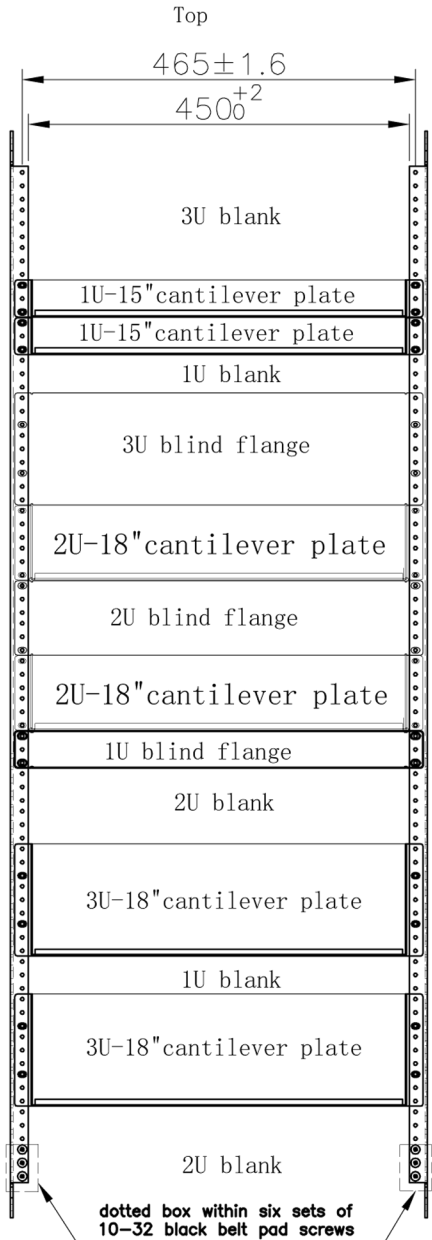 Top
465±1.6
450 +2 0
3U blank
1U-15"cantilever plate
1U-15"cantilever plate
1U blank
3U blind flange
2U-18"cantilever plate
2U blind flange
2U-18"cantilever plate
1U blind flange
2U blank
3U-18"cantilever plate
1U blank
3U-18"cantilever plate
2U blank
dotted box within six sets of
10-32 black belt pad screws